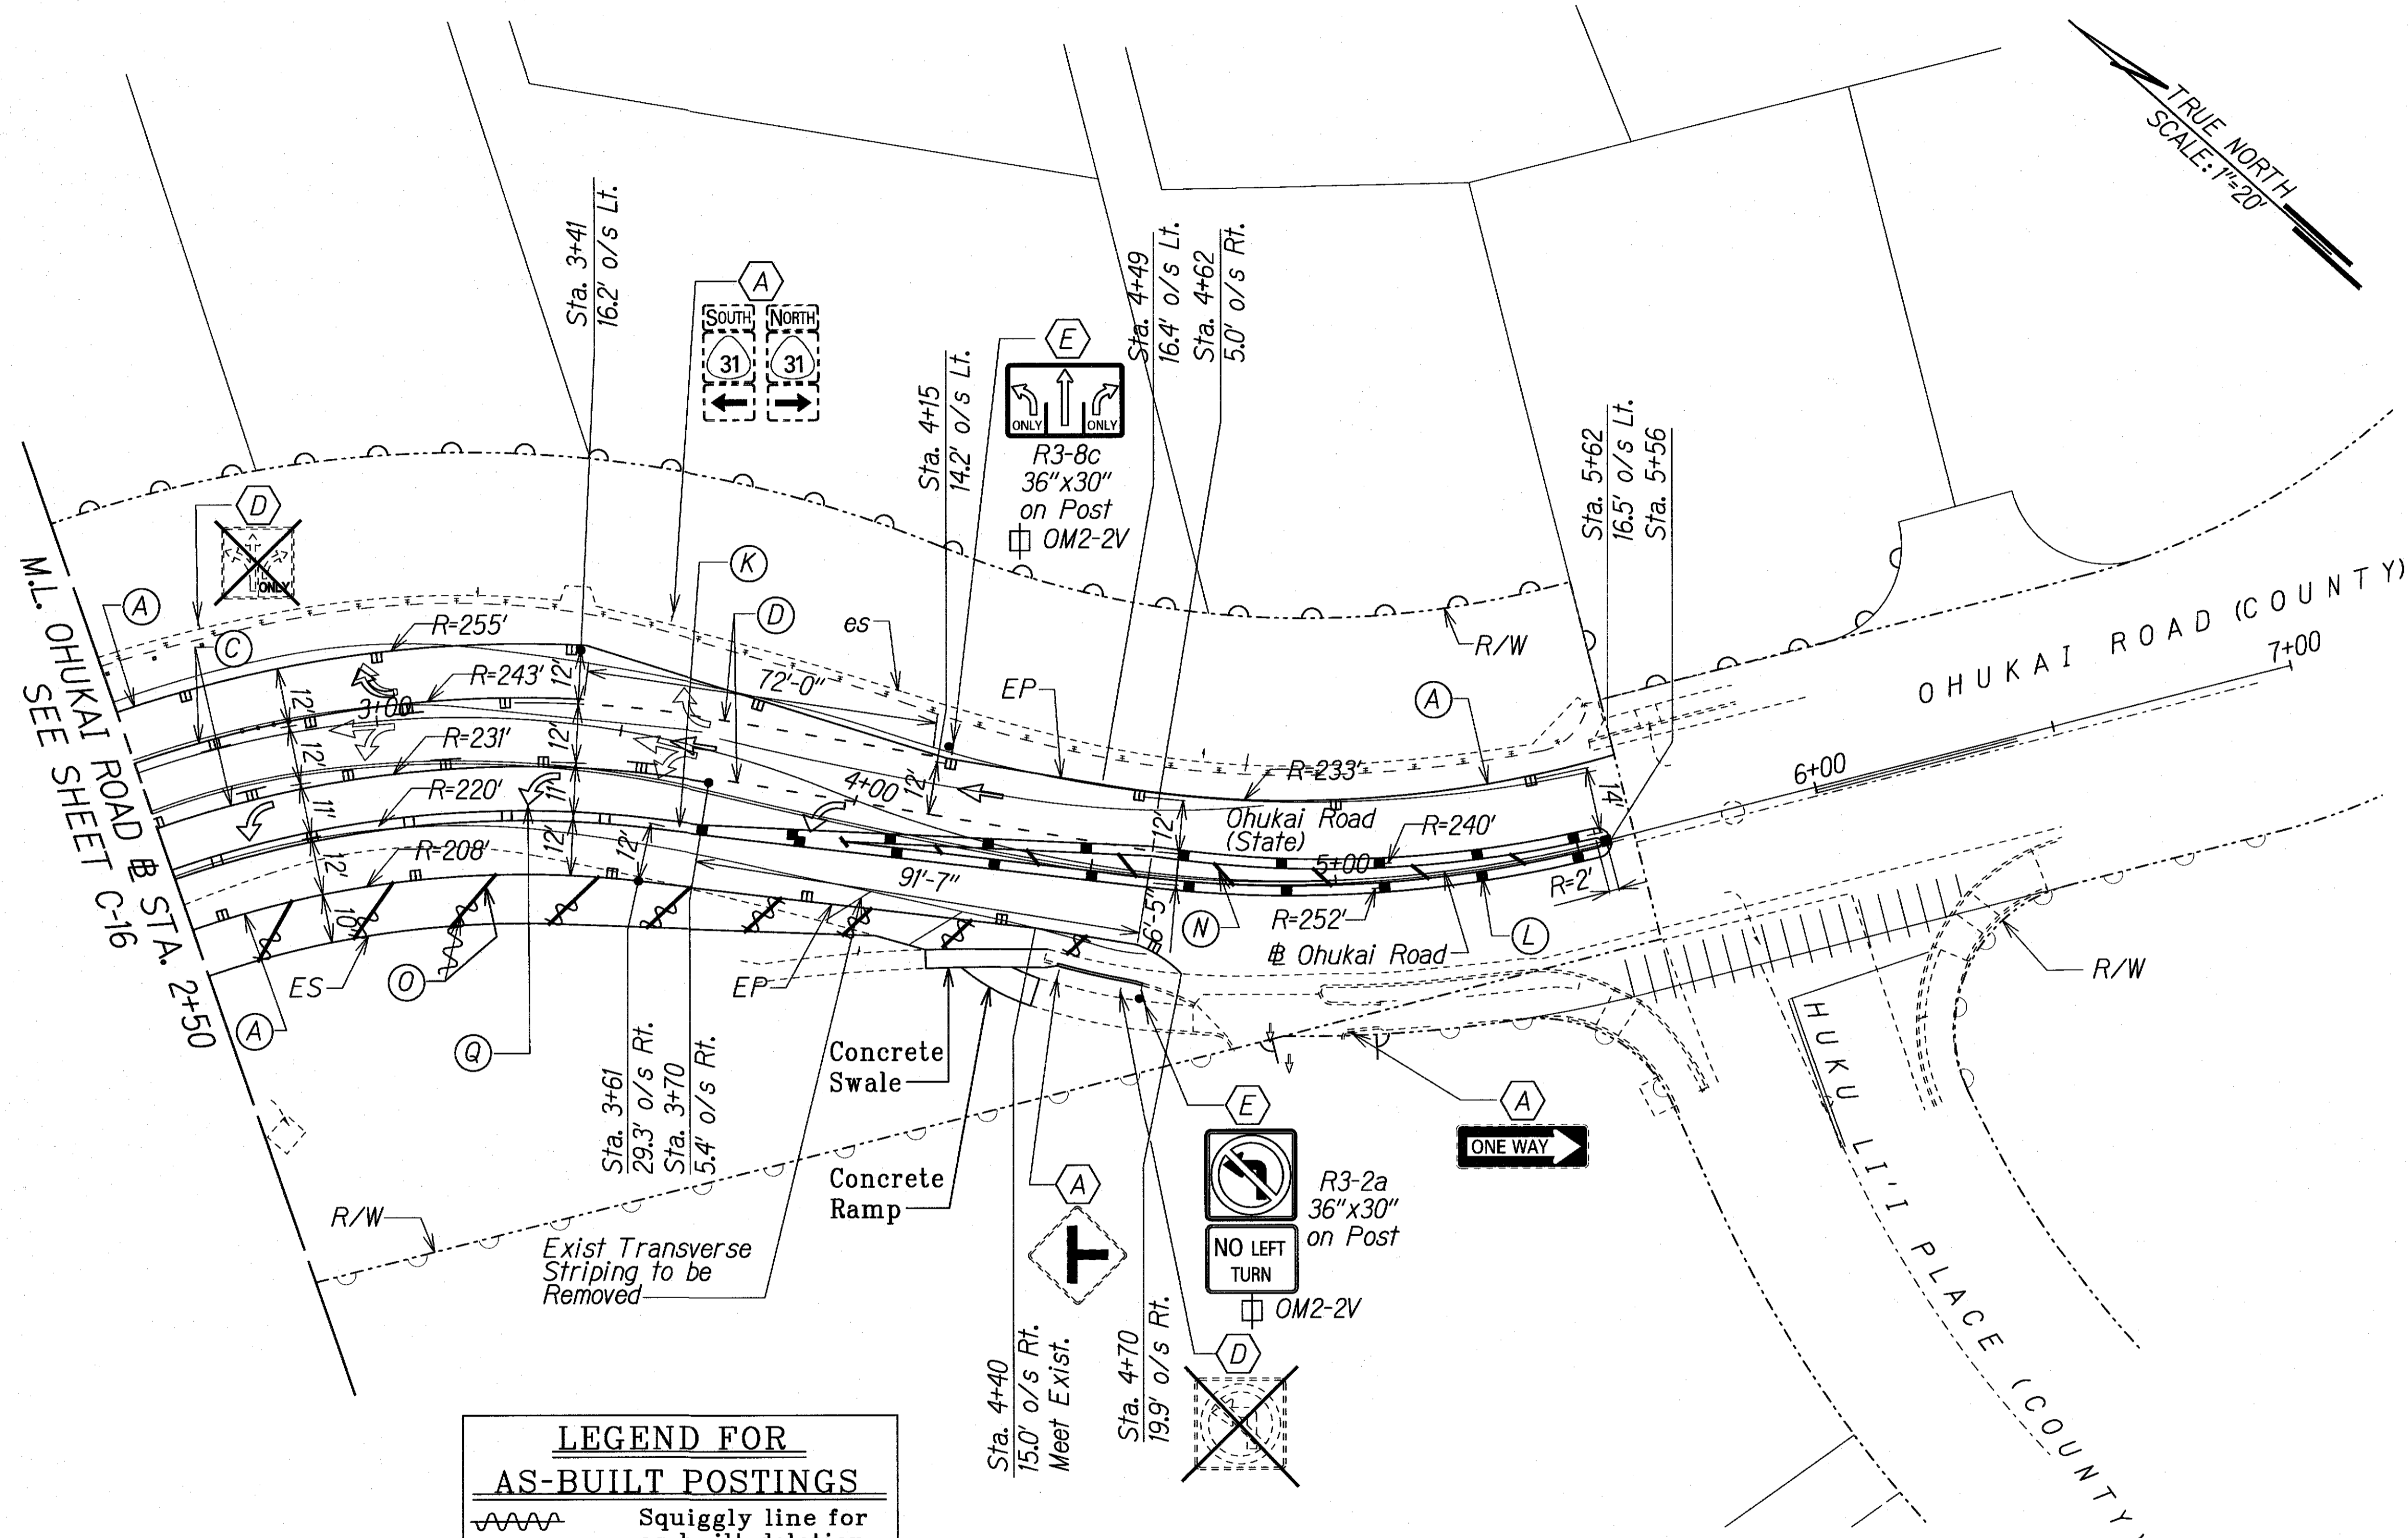 TRUE NORTH
SCALE: 1"=20'
Sta. 3+41
16.2' o/s Lt.
A
SOUTH
NORTH
31
31
Sta. 4+15
14.2' o/s Lt.
E
ONLY
ONLY
R3-8c
36"x30"
on Post
OM2-2V
Sta. 4+49
16.4' o/s Lt.
Sta. 4+62
5.0' o/s Rt.
Sta. 5+62
16.5' o/s Lt.
Sta. 5+56
D
ONLY
A
C
K
D
es
R/W
EP
A
OHUKAI ROAD (COUNTY)
7+00
6+00
M.L. OHUKAI ROAD ⅊ STA. 2+50
SEE SHEET C-16
R=255'
R=243'
12'
72'-0"
12'
3+00
R=231'
12'
12'
R=220'
11'
11'
4+00
12'
R=233'
14'
Ohukai Road
(State)
R=240'
12'
5+00
R=208'
12'
12'
12'
91'-7"
10'
6'-5"
N
R=252'
R=2'
L
⅊ Ohukai Road
R/W
ES
O
A
Q
EP
Concrete
Swale
Concrete
Ramp
Sta. 3+61
29.3' o/s Rt.
Sta. 3+70
5.4' o/s Rt.
R/W
Exist Transverse
Striping to be
Removed
A
E
R3-2a
36"x30"
on Post
NO LEFT
TURN
OM2-2V
D
A
ONE WAY
HUKU LI'I PLACE (COUNTY)
Sta. 4+40
15.0' o/s Rt.
Meet Exist.
Sta. 4+70
19.9' o/s Rt.
LEGEND FOR
AS-BUILT POSTINGS
Squiggly line for